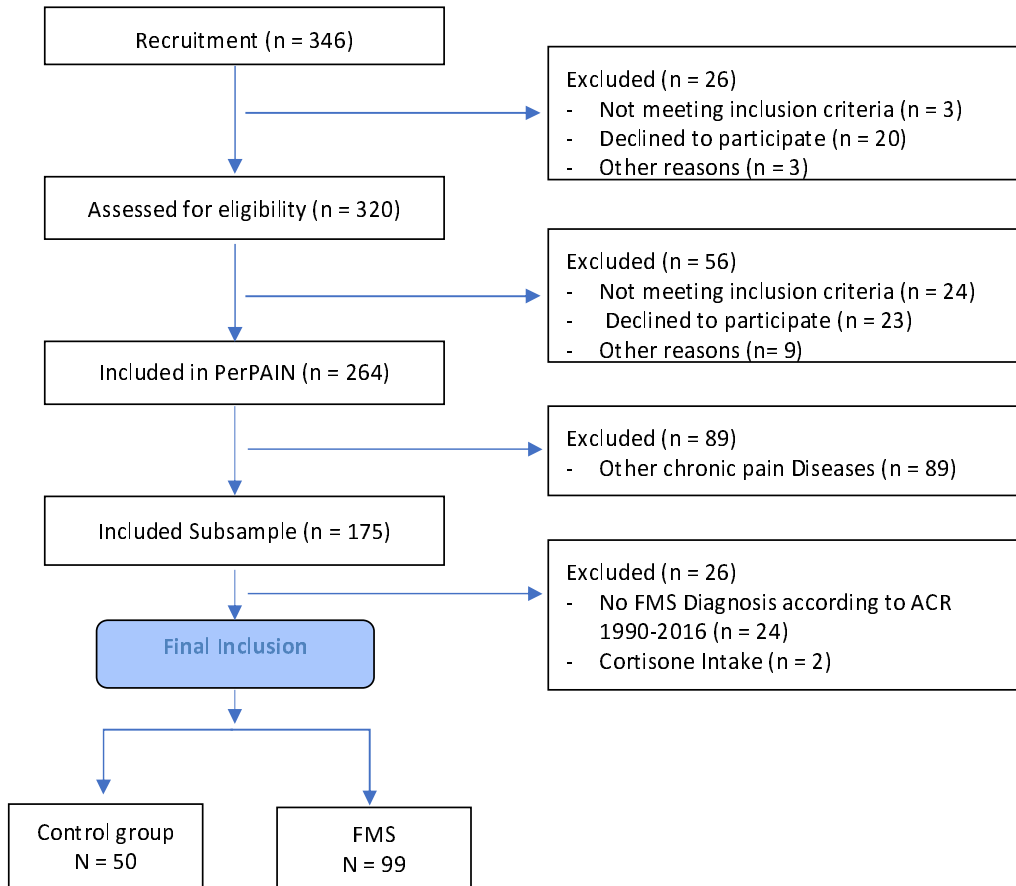 Recruitment (n = 346)
Excluded (n = 26)
- Not meeting inclusion criteria (n = 3)
- Declined to participate (n = 20)
- Other reasons (n = 3)
Assessed for eligibility (n = 320)
Excluded (n = 56)
- Not meeting inclusion criteria (n = 24)
- Declined to participate (n = 23)
- Other reasons (n= 9)
Included in PerPAIN (n = 264)
Excluded (n = 89)
- Other chronic pain Diseases (n = 89)
Included Subsample (n = 175)
Excluded (n = 26)
- No FMS Diagnosis according to ACR
1990-2016 (n = 24)
- Cortisone Intake (n = 2)
Final Inclusion
Control group
N = 50
FMS
N = 99